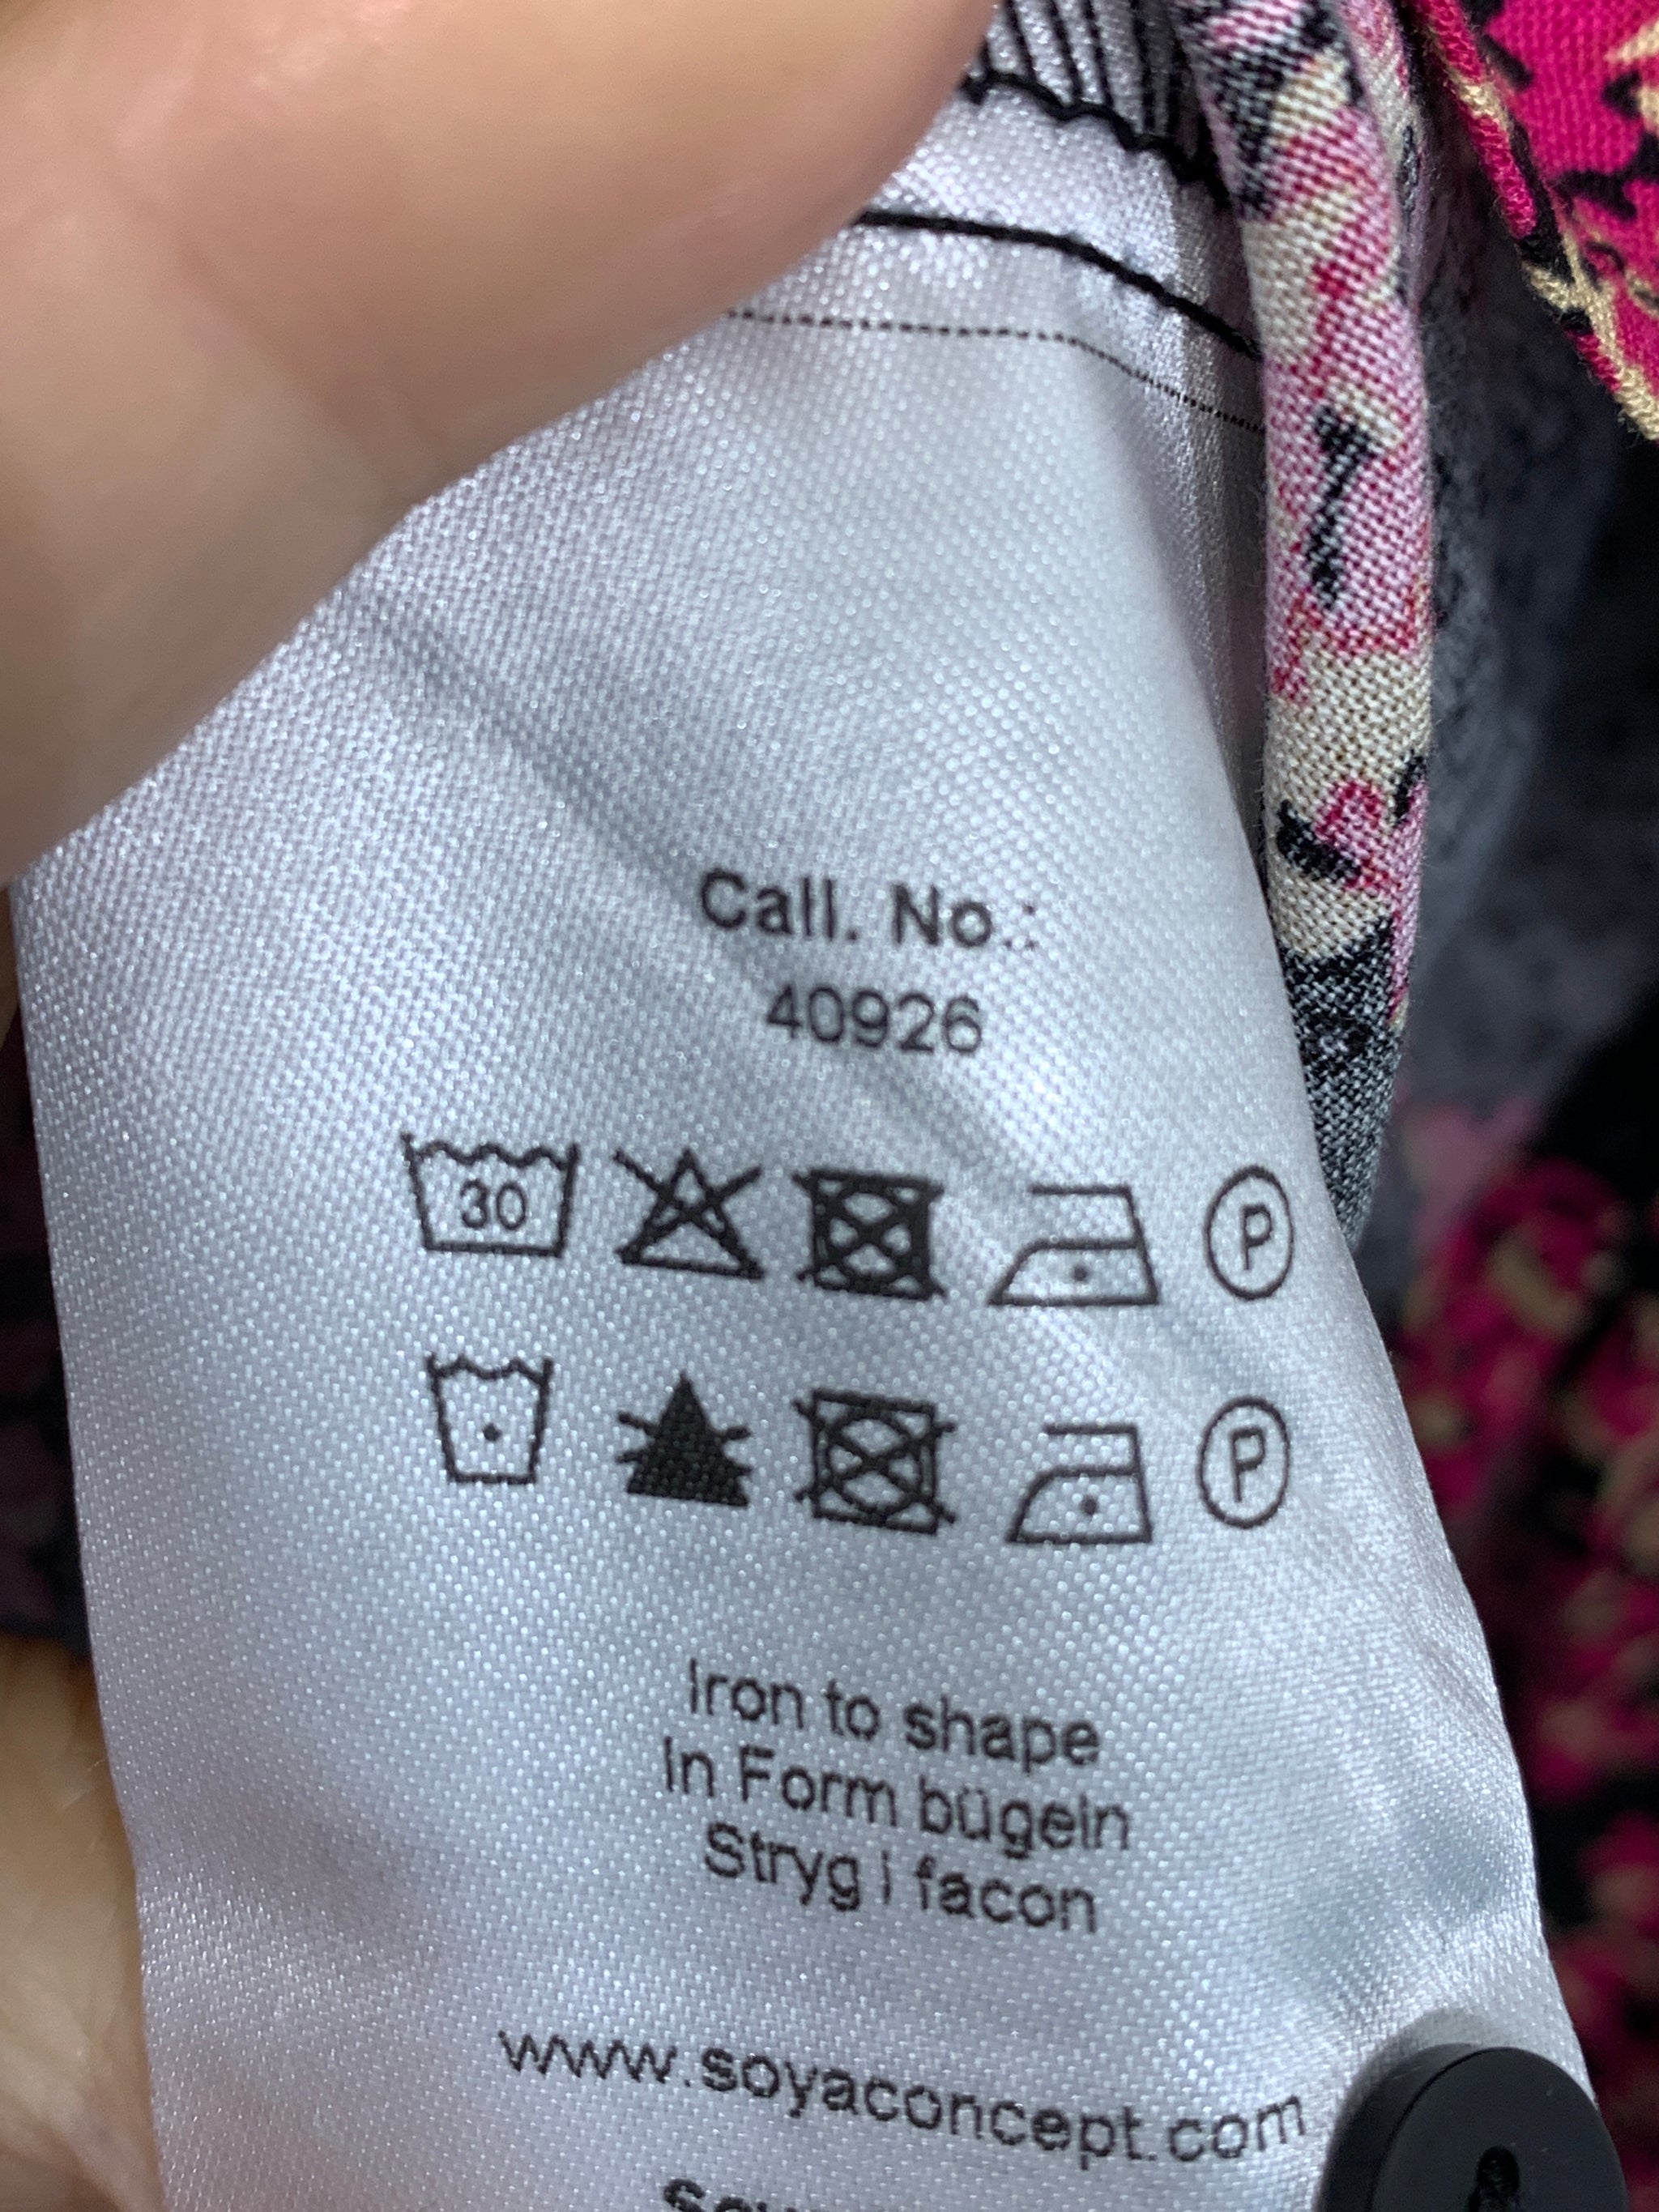 Call. No.:
40926
30
P
P
Iron to shape
In Form bügeln
Stryg i facon
www.soyaconcept.com